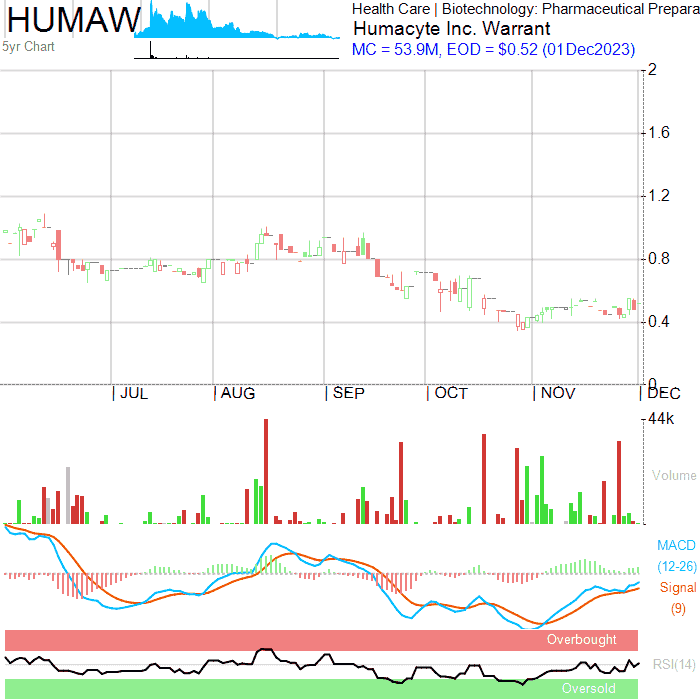 HUMAW
5yr Chart
Health Care | Biotechnology: Pharmaceutical Prepara
Humacyte Inc. Warrant
MC = 53.9M, EOD = $0.52 (01Dec2023)
2
1.6
1.2
0.8
0.4
0
| JUL | AUG | SEP | OCT | NOV | DEC
44k
Volume
MACD
(12-26)
Signal
(9)
Overbought
RSI(14)
Oversold